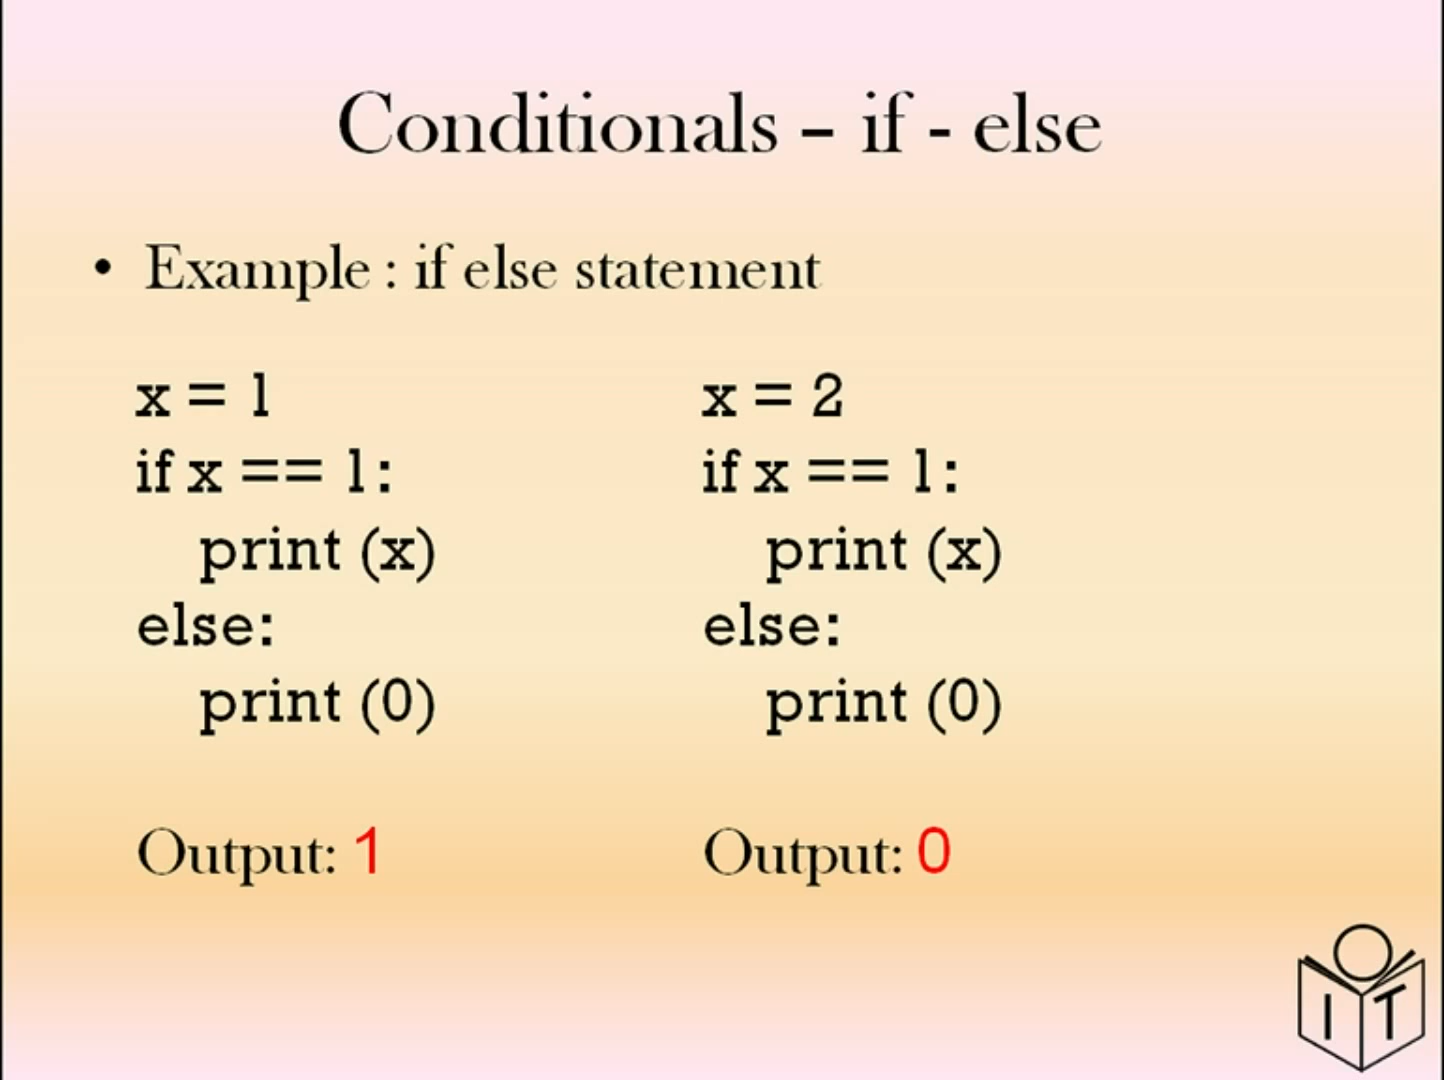 Conditionals – if - else
• Example : if else statement
x = 1
if x == 1:
print (x)
else:
print (0)
Output: 1
x = 2
if x == 1:
print (x)
else:
print (0)
Output: 0
I T